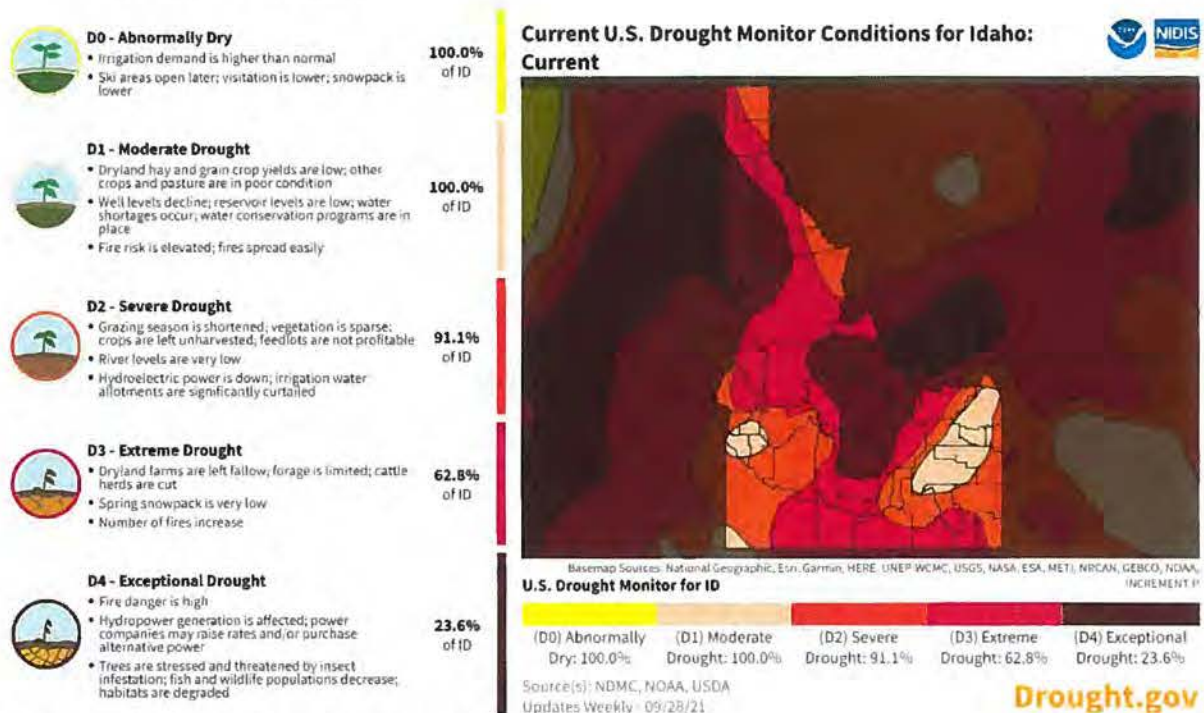 D0 - Abnormally Dry
• Irrigation demand is higher than normal
• Ski areas open later; visitation is lower; snowpack is
lower
100.0%
of ID
D1 - Moderate Drought
• Dryland hay and grain crop yields are low; other
crops and pasture are in poor condition
• Well levels decline; reservoir levels are low; water
shortages occur; water conservation programs are in
place
• Fire risk is elevated; fires spread easily
100.0%
of ID
D2 - Severe Drought
• Grazing season is shortened; vegetation is sparse;
crops are left unharvested; feedlots are not profitable
• River levels are very low
• Hydroelectric power is down; irrigation water
allotments are significantly curtailed
91.1%
of ID
D3 - Extreme Drought
• Dryland farms are left fallow; forage is limited; cattle
herds are cut
• Spring snowpack is very low
• Number of fires increase
62.8%
of ID
D4 - Exceptional Drought
• Fire danger is high
• Hydropower generation is affected; power
companies may raise rates and/or purchase
alternative power
• Trees are stressed and threatened by insect
infestation; fish and wildlife populations decrease;
habitats are degraded
23.6%
of ID
Current U.S. Drought Monitor Conditions for Idaho:
Current
NIDIS
Basemap Sources: National Geographic, Esri, Garmin, HERE, UNEP-WCMC, USGS, NASA, ESA, METI, NRCAN, GEBCO, NOAA,
INCREMENT P
U.S. Drought Monitor for ID
(D0) Abnormally
Dry: 100.0%
(D1) Moderate
Drought: 100.0%
(D2) Severe
Drought: 91.1%
(D3) Extreme
Drought: 62.8%
(D4) Exceptional
Drought: 23.6%
Source(s): NDMC, NOAA, USDA
Updates Weekly - 09/28/21
Drought.gov